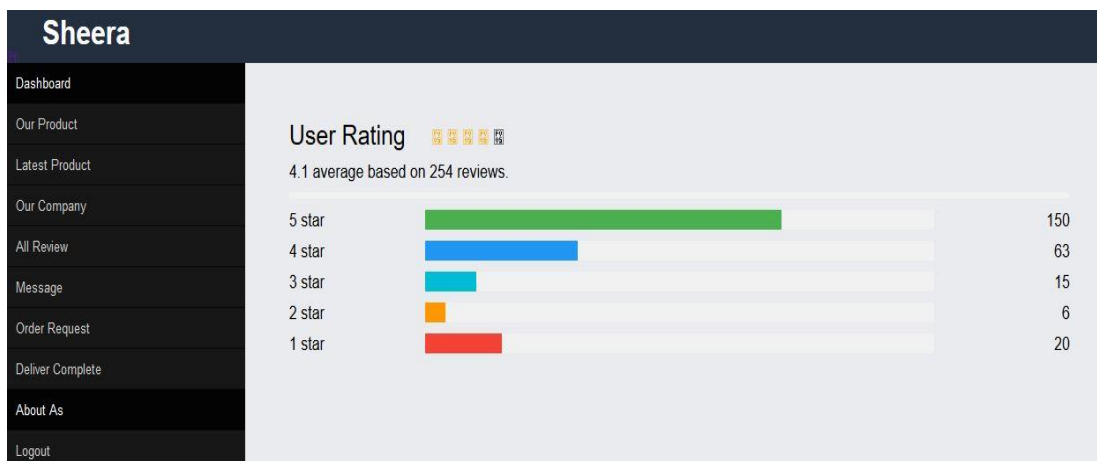 Sheera
Dashboard
Our Product
Latest Product
Our Company
All Review
Message
Order Request
Deliver Complete
About As
Logout
User Rating
4.1 average based on 254 reviews.
5 star 150
4 star 63
3 star 15
2 star 6
1 star 20